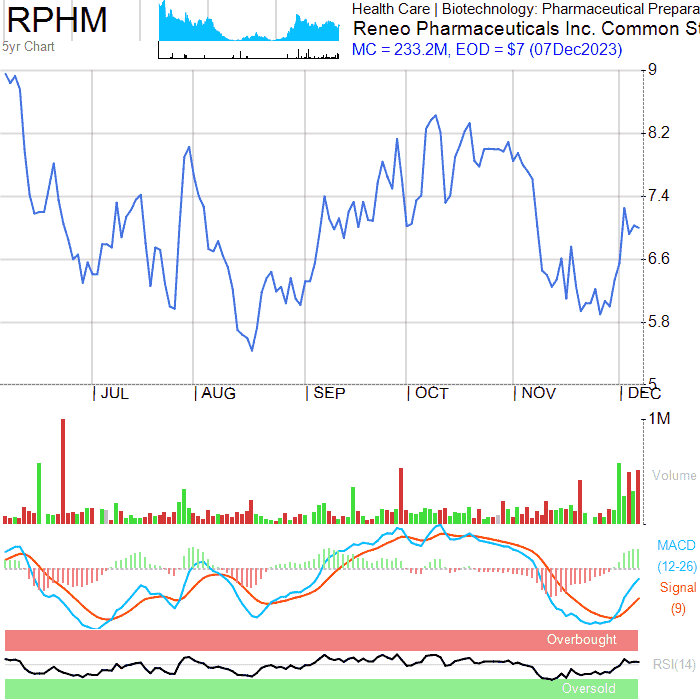 RPHM
5yr Chart
Health Care | Biotechnology: Pharmaceutical Prepara
Reneo Pharmaceuticals Inc. Common St
MC = 233.2M, EOD = $7 (07Dec2023)
9
8.2
7.4
6.6
5.8
5
JUL AUG SEP OCT NOV DEC
1M
Volume
MACD
(12-26)
Signal
(9)
Overbought
RSI(14)
Oversold